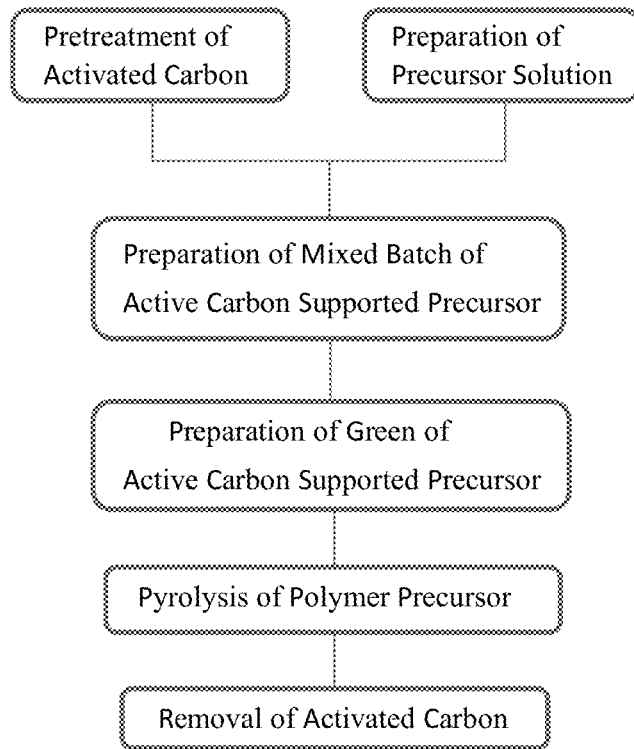 Pretreatment of
Activated Carbon
Preparation of
Precursor Solution
Preparation of Mixed Batch of
Active Carbon Supported Precursor
Preparation of Green of
Active Carbon Supported Precursor
Pyrolysis of Polymer Precursor
Removal of Activated Carbon